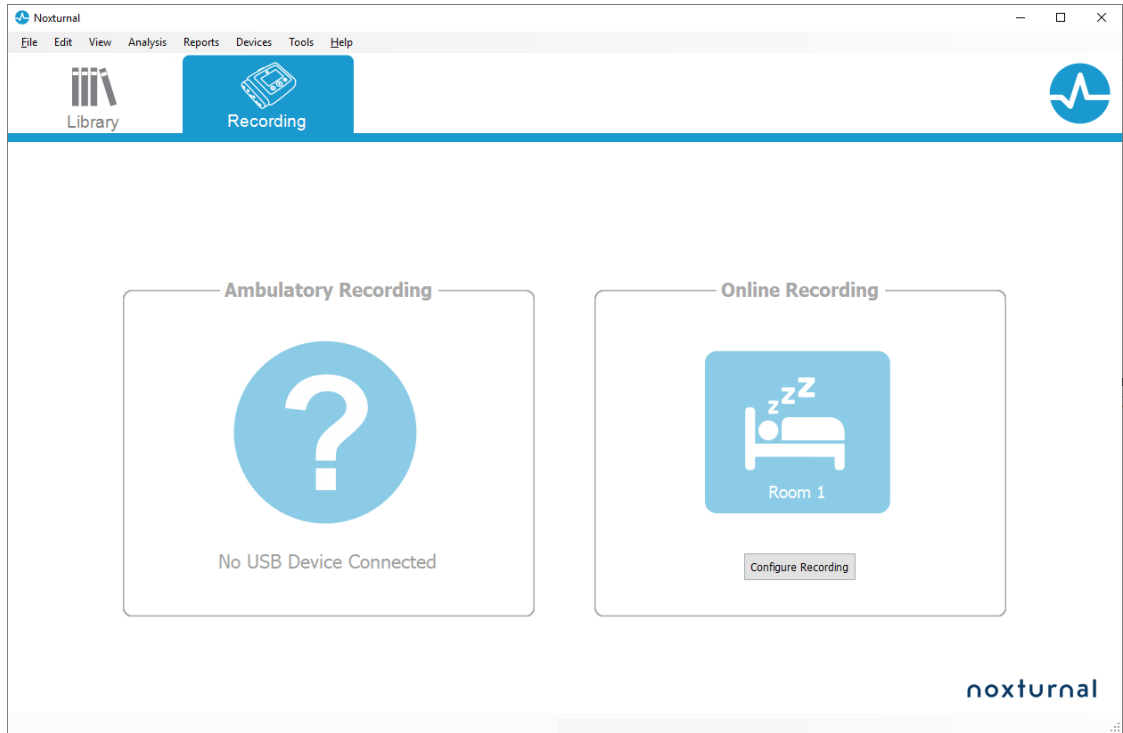 Noxturnal
File Edit View Analysis Reports Devices Tools Help
Library
Recording
Ambulatory Recording
?
No USB Device Connected
Online Recording
z z z
Room 1
Configure Recording
noxturnal